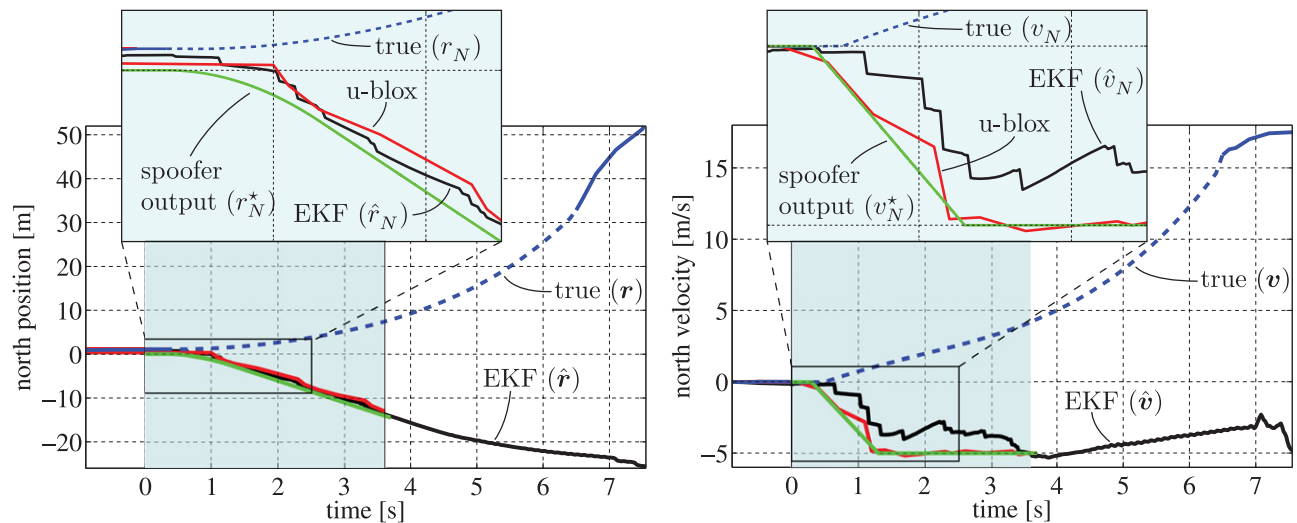 true (r_N)
u-blox
spoofer
output (r_N^⋆)
EKF (r̂_N)
50
40
30
20
10
0
−10
−20
north position [m]
true (r)
EKF (r̂)
0 1 2 3 4 5 6 7
time [s]
true (v_N)
EKF (v̂_N)
u-blox
spoofer
output (v_N^⋆)
15
10
5
0
−5
north velocity [m/s]
true (v)
EKF (v̂)
0 1 2 3 4 5 6 7
time [s]